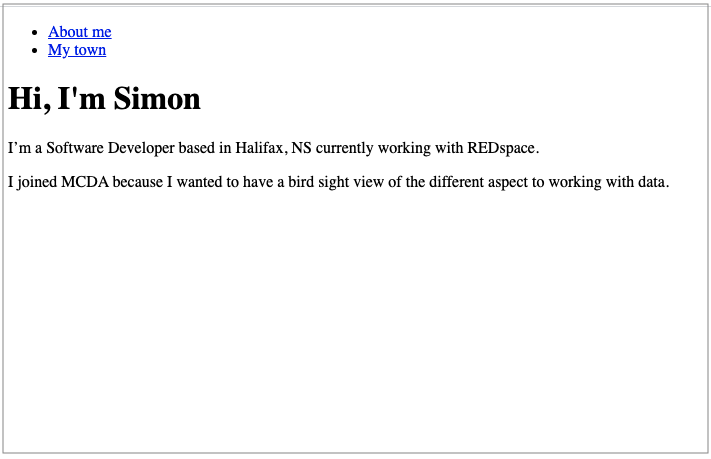 About me
My town
Hi, I'm Simon
I’m a Software Developer based in Halifax, NS currently working with REDspace.
I joined MCDA because I wanted to have a bird sight view of the different aspect to working with data.